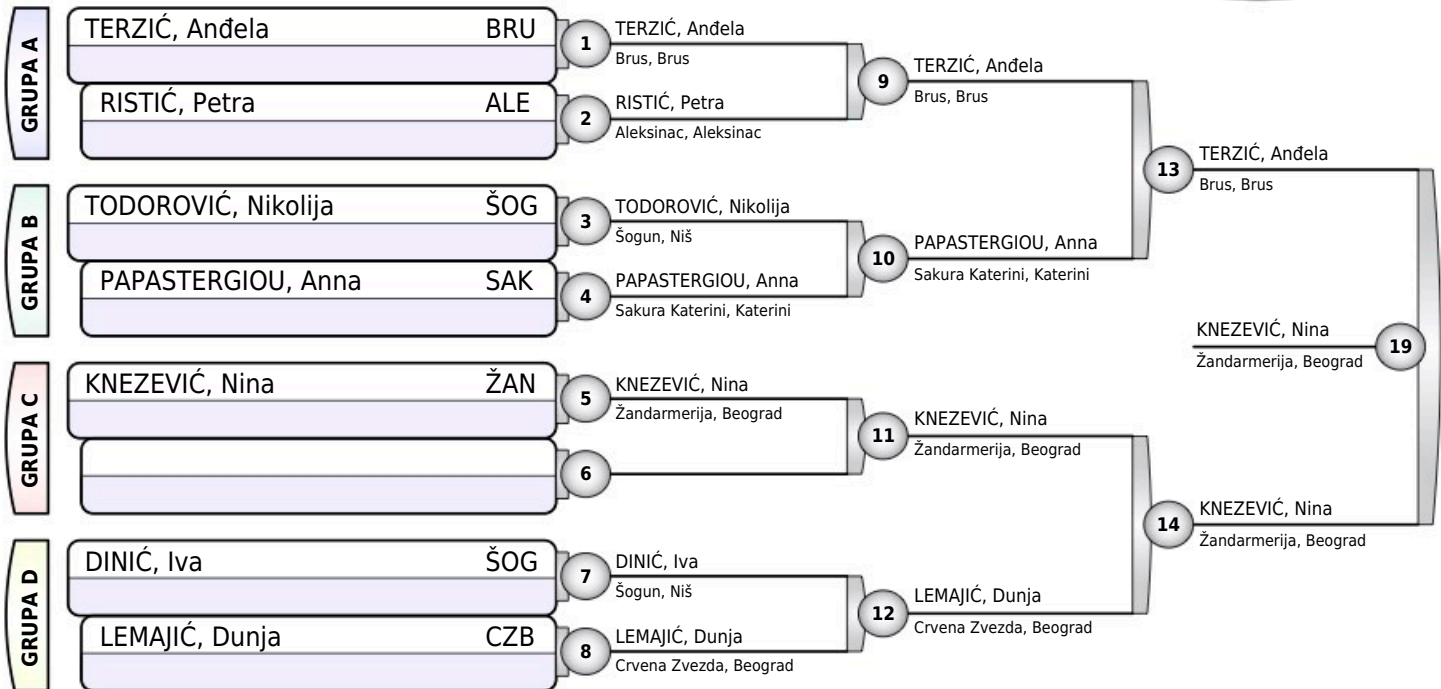 GRUPA A
TERZIĆ, Anđela BRU
RISTIĆ, Petra ALE
1
TERZIĆ, Anđela
Brus, Brus
2
RISTIĆ, Petra
Aleksinac, Aleksinac
9
TERZIĆ, Anđela
Brus, Brus
GRUPA B
TODOROVIĆ, Nikolija ŠOG
PAPASTERGIOU, Anna SAK
3
TODOROVIĆ, Nikolija
Šogun, Niš
4
PAPASTERGIOU, Anna
Sakura Katerini, Katerini
10
PAPASTERGIOU, Anna
Sakura Katerini, Katerini
13
TERZIĆ, Anđela
Brus, Brus
GRUPA C
KNEZEVIĆ, Nina ŽAN
5
KNEZEVIĆ, Nina
Žandarmerija, Beograd
6
11
KNEZEVIĆ, Nina
Žandarmerija, Beograd
GRUPA D
DINIĆ, Iva ŠOG
LEMAJIĆ, Dunja CZB
7
DINIĆ, Iva
Šogun, Niš
8
LEMAJIĆ, Dunja
Crvena Zvezda, Beograd
12
LEMAJIĆ, Dunja
Crvena Zvezda, Beograd
14
KNEZEVIĆ, Nina
Žandarmerija, Beograd
KNEZEVIĆ, Nina
Žandarmerija, Beograd
19